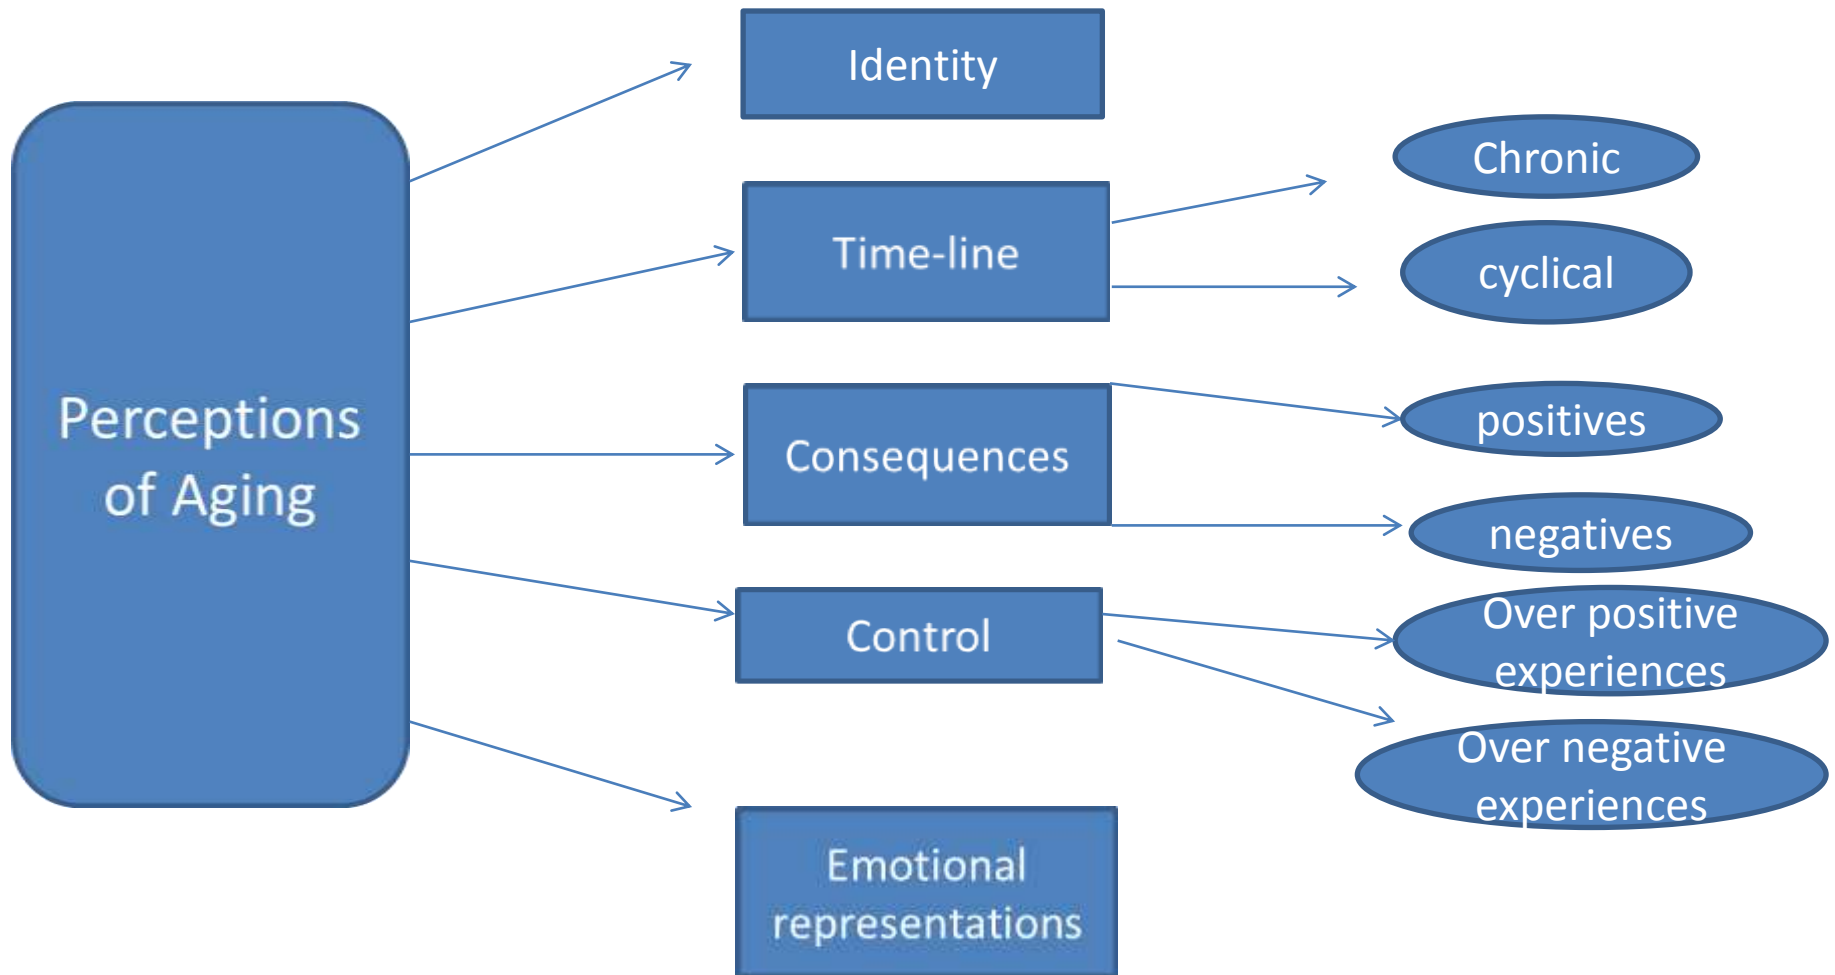 Perceptions
of Aging
Identity
Time-line
Chronic
cyclical
Consequences
positives
negatives
Control
Over positive
experiences
Over negative
experiences
Emotional
representations